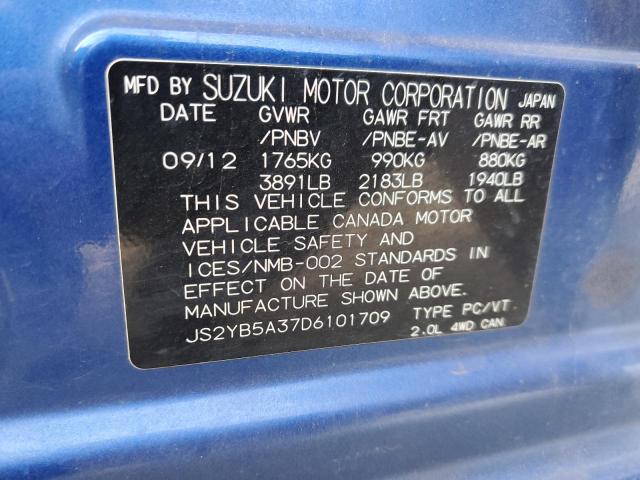 MFD BY SUZUKI MOTOR CORPORATION JAPAN
DATE GVWR GAWR FRT GAWR RR
/PNBV /PNBE-AV /PNBE-AR
09/12 1765KG 990KG 880KG
3891LB 2183LB 1940LB
THIS VEHICLE CONFORMS TO ALL
APPLICABLE CANADA MOTOR
VEHICLE SAFETY AND
ICES/NMB-002 STANDARDS IN
EFFECT ON THE DATE OF
MANUFACTURE SHOWN ABOVE.
JS2YB5A37D6101709 TYPE PC/VT
2.0L 4WD CAN